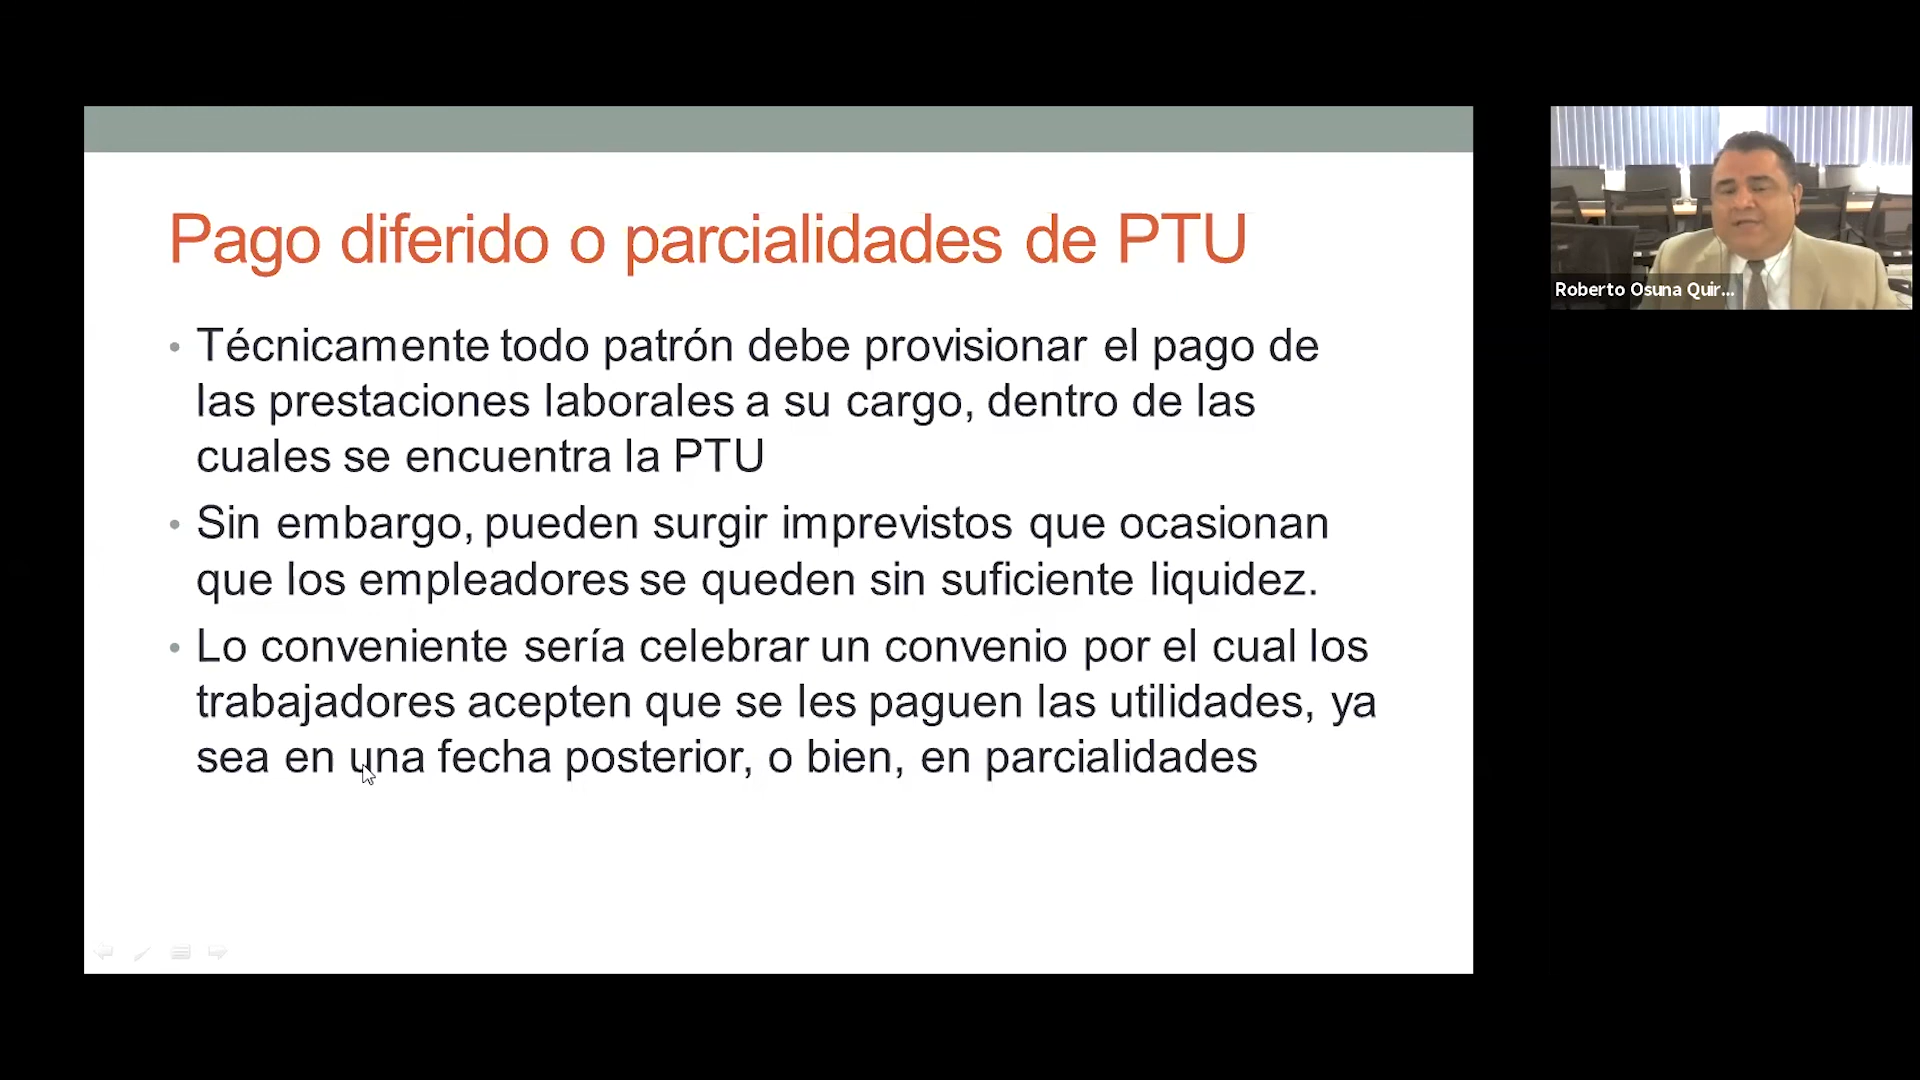 Pago diferido o parcialidades de PTU
• Técnicamente todo patrón debe provisionar el pago de
las prestaciones laborales a su cargo, dentro de las
cuales se encuentra la PTU
• Sin embargo, pueden surgir imprevistos que ocasionan
que los empleadores se queden sin suficiente liquidez.
• Lo conveniente sería celebrar un convenio por el cual los
trabajadores acepten que se les paguen las utilidades, ya
sea en una fecha posterior, o bien, en parcialidades
Roberto Osuna Quir...